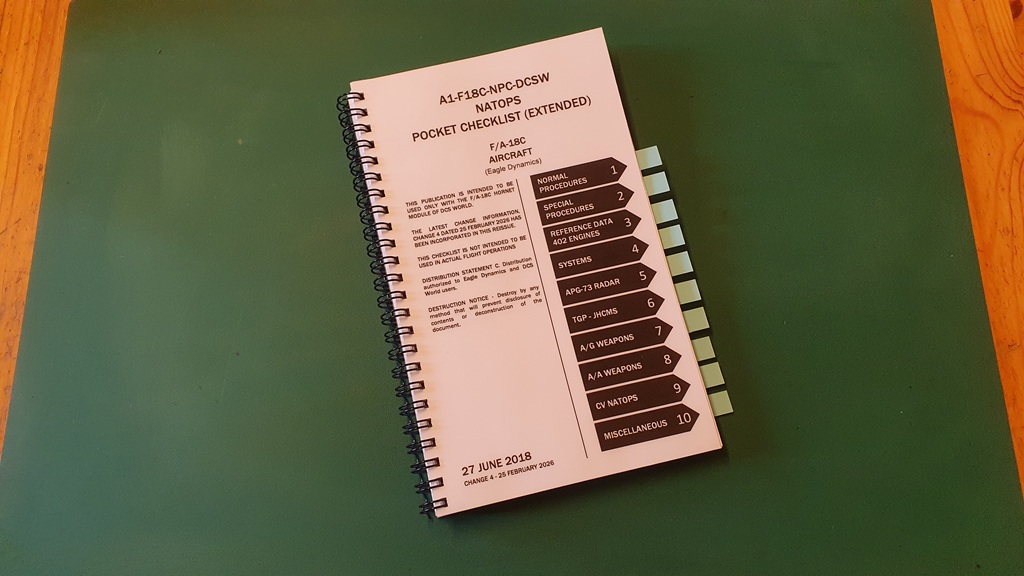 A1-F18C-NPC-DCSW
NATOPS
POCKET CHECKLIST (EXTENDED)
F/A-18C
AIRCRAFT
(Eagle Dynamics)
THIS PUBLICATION IS INTENDED TO BE
USED ONLY WITH THE F/A-18C HORNET
MODULE OF DCS WORLD.
THE LATEST CHANGE INFORMATION,
CHANGE 4 DATED 25 FEBRUARY 2026 HAS
BEEN INCORPORATED IN THIS REISSUE.
THIS CHECKLIST IS NOT INTENDED TO BE
USED IN ACTUAL FLIGHT OPERATIONS
DISTRIBUTION STATEMENT C. Distribution
authorized to Eagle Dynamics and DCS
World users.
DESTRUCTION NOTICE - Destroy by any
method that will prevent disclosure of
contents or deconstruction of the
document.
NORMAL
PROCEDURES 1
SPECIAL
PROCEDURES 2
REFERENCE DATA
402 ENGINES 3
SYSTEMS 4
APG-73 RADAR 5
TGP - JHCMS 6
A/G WEAPONS 7
A/A WEAPONS 8
CV NATOPS 9
MISCELLANEOUS 10
27 JUNE 2018
CHANGE 4 - 25 FEBRUARY 2026